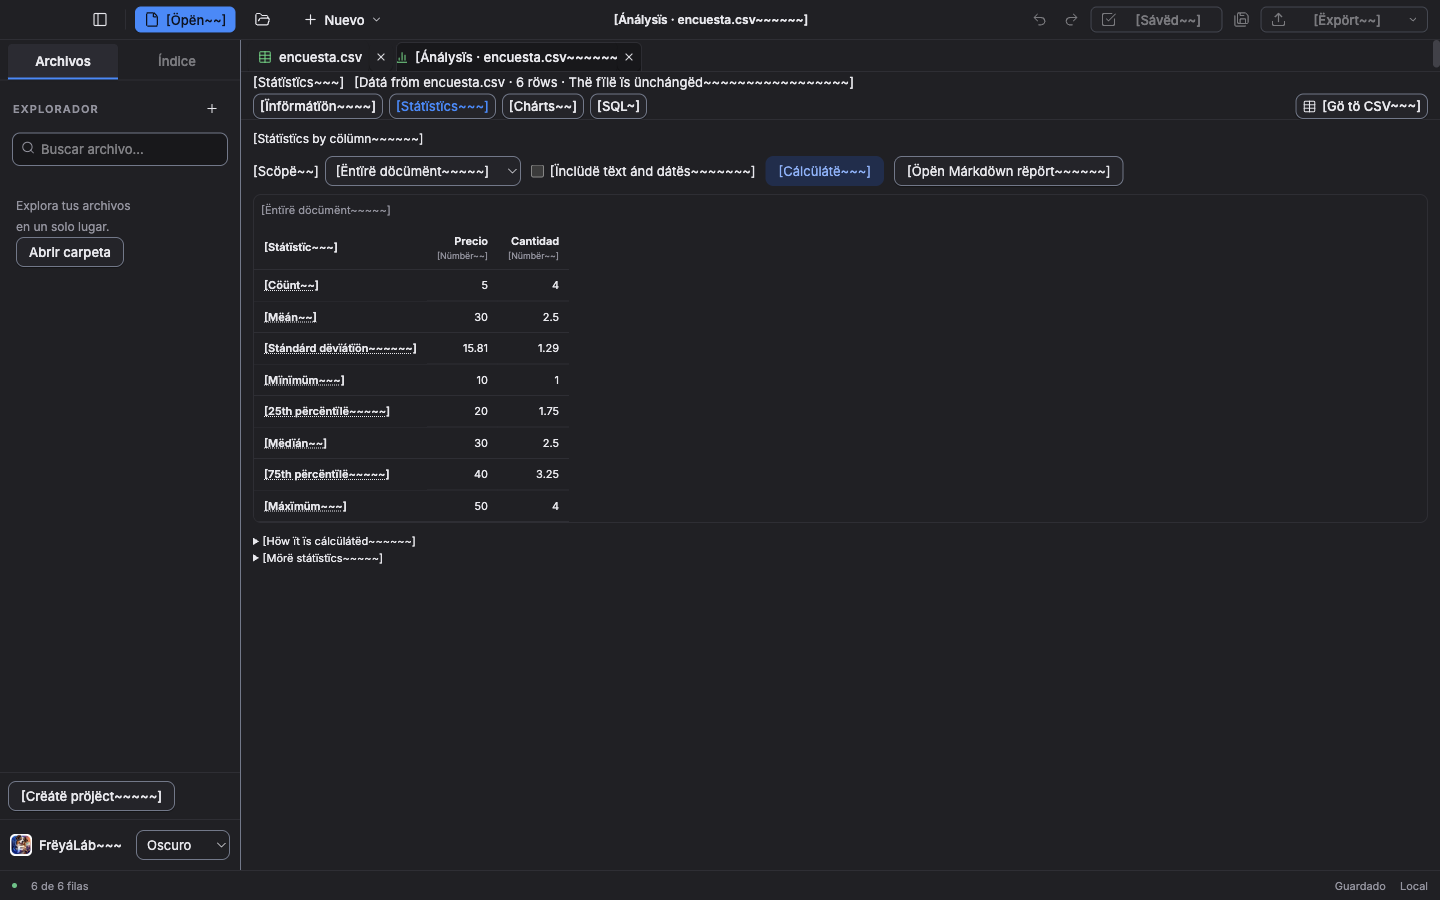 [Öpën~~]
Nuevo
[Ánálysïs · encuesta.csv~~~~~~]
[Sávëd~~]
[Ëxpört~~]
Archivos
Índice
encuesta.csv
[Ánálysïs · encuesta.csv~~~~~~
[Státïstïcs~~~] [Dátá fröm encuesta.csv · 6 röws · Thë fïlë ïs ünchángëd~~~~~~~~~~~~~~~~~]
[Ïnförmátïön~~~~]
[Státïstïcs~~~]
[Chárts~~]
[SQL~]
[Gö tö CSV~~~]
EXPLORADOR
Buscar archivo...
Explora tus archivos
en un solo lugar.
Abrir carpeta
[Státïstïcs by cölümn~~~~~~]
[Scöpë~~] [Ëntïrë döcümënt~~~~~] [Ïnclüdë tëxt ánd dátës~~~~~~~] [Cálcülátë~~~] [Öpën Márkdöwn rëpört~~~~~~]
[Ëntïrë döcümënt~~~~~]
[Státïstïc~~~] Precio Cantidad
[Nümbër~~] [Nümbër~~]
[Cöünt~~] 5 4
[Mëán~~] 30 2.5
[Stándárd dëvïátïön~~~~~~] 15.81 1.29
[Mïnïmüm~~~] 10 1
[25th përcëntïlë~~~~~] 20 1.75
[Mëdïán~~] 30 2.5
[75th përcëntïlë~~~~~] 40 3.25
[Máxïmüm~~~] 50 4
[Höw ït ïs cálcülátëd~~~~~~]
[Mörë státïstïcs~~~~~]
[Crëátë pröjëct~~~~~]
FrëyáLáb~~~
Oscuro
6 de 6 filas
Guardado
Local